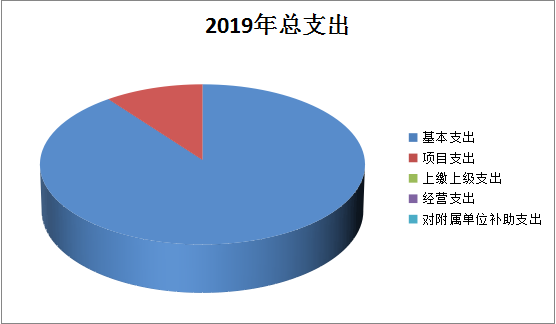 2019年总支出
基本支出
项目支出
上缴上级支出
经营支出
对附属单位补助支出